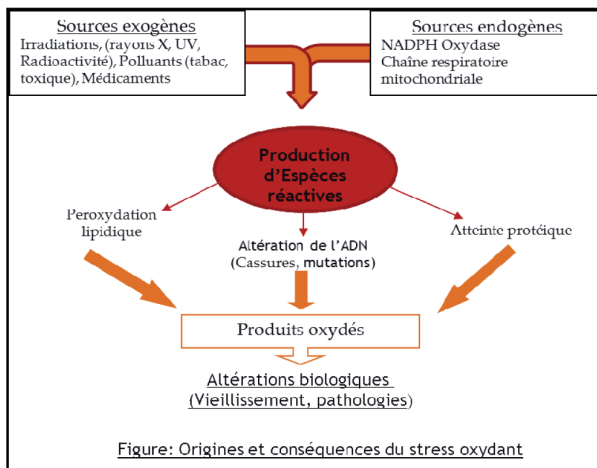 Sources exogènes
Irradiations, (rayons X, UV,
Radioactivité), Polluants (tabac,
toxique), Médicaments
Sources endogènes
NADPH Oxydase
Chaîne respiratoire
mitochondriale
Production
d'Espèces
réactives
Peroxydation
lipidique
Altération de l'ADN
(Cassures, mutations)
Atteinte protéique
Produits oxydés
Altérations biologiques
(Vieillissement, pathologies)
Figure: Origines et conséquences du stress oxydant